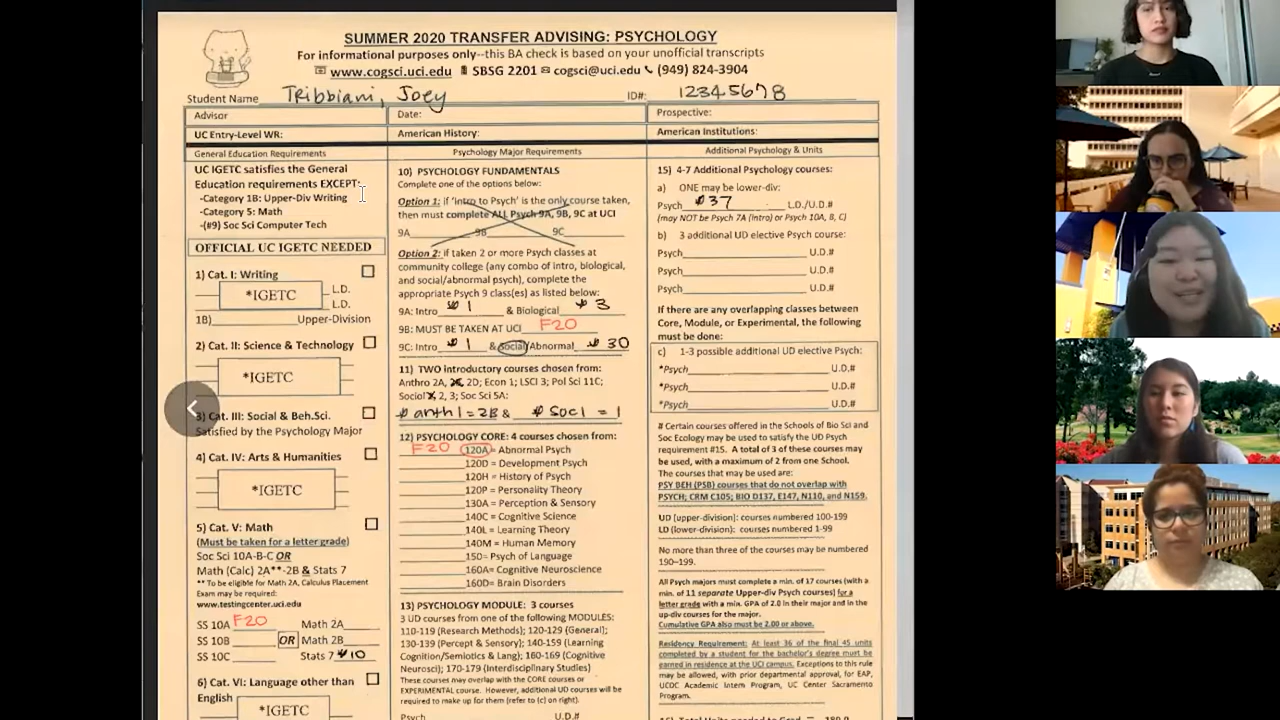 SUMMER 2020 TRANSFER ADVISING: PSYCHOLOGY
For informational purposes only--this BA check is based on your unofficial transcripts
www.cogsci.uci.edu SBSG 2201 cogsci@uci.edu (949) 824-3904
Student Name Tribbiani, Joey ID#: 12345678
Advisor Date: Prospective:
UC Entry-Level WR: American History: American Institutions:
General Education Requirements Psychology Major Requirements Additional Psychology & Units
UC IGETC satisfies the General
Education requirements EXCEPT:
-Category 1B: Upper-Div Writing
-Category 5: Math
-(#9) Soc Sci Computer Tech
OFFICIAL UC IGETC NEEDED
1) Cat. I: Writing
*IGETC
L.D.
L.D.
1B) Upper-Division
2) Cat. II: Science & Technology
*IGETC
3) Cat. III: Social & Beh.Sci.
Satisfied by the Psychology Major
4) Cat. IV: Arts & Humanities
*IGETC
5) Cat. V: Math
(Must be taken for a letter grade)
Soc Sci 10A-B-C OR
Math (Calc) 2A**-2B & Stats 7
** To be eligible for Math 2A, Calculus Placement
Exam may be required:
www.testingcenter.uci.edu
SS 10A F20 Math 2A
SS 10B OR Math 2B
SS 10C Stats 7 *10
6) Cat. VI: Language other than
English
*IGETC
10) PSYCHOLOGY FUNDAMENTALS
Complete one of the options below:
Option 1: if 'Intro to Psych' is the only course taken,
then must complete ALL Psych 9A, 9B, 9C at UCI
9A 9B 9C
Option 2: if taken 2 or more Psych classes at
community college (any combo of intro, biological,
and social/abnormal psych), complete the
appropriate Psych 9 class(es) as listed below:
9A: Intro *1 & Biological *3
9B: MUST BE TAKEN AT UCI F20
9C: Intro *1 & Social/Abnormal *30
11) TWO introductory courses chosen from:
Anthro 2A, 2D; Econ 1; LSCI 3; Pol Sci 11C;
Sociol 2, 3; Soc Sci 5A:
* anth 1 = 2B & * Soc 1 = 1
12) PSYCHOLOGY CORE: 4 courses chosen from:
F20 120A= Abnormal Psych
120D = Development Psych
120H = History of Psych
120P = Personality Theory
130A = Perception & Sensory
140C = Cognitive Science
140L = Learning Theory
140M = Human Memory
150= Psych of Language
160A= Cognitive Neuroscience
160D= Brain Disorders
13) PSYCHOLOGY MODULE: 3 courses
3 UD courses from one of the following MODULES:
110-119 (Research Methods); 120-129 (General);
130-139 (Percept & Sensory); 140-159 (Learning
Cognition/Semiotics & Lang); 160-169 (Cognitive
Neurosci); 170-179 (Interdisciplinary Studies)
These courses may overlap with the CORE courses or
EXPERIMENTAL course. However, additional UD courses will be
required to make up for them (refer to (c) on right).
Psych U.D.#
15) 4-7 Additional Psychology courses:
a) ONE may be lower-div:
Psych *37 L.D./U.D.#
(may NOT be Psych 7A (Intro) or Psych 10A, B, C)
b) 3 additional UD elective Psych course:
Psych U.D.#
Psych U.D.#
Psych U.D.#
If there are any overlapping classes between
Core, Module, or Experimental, the following
must be done:
c) 1-3 possible additional UD elective Psych:
*Psych U.D.#
*Psych U.D.#
*Psych U.D.#
# Certain courses offered in the Schools of Bio Sci and
Soc Ecology may be used to satisfy the UD Psych
requirement #15. A total of 3 of these courses may
be used, with a maximum of 2 from one School.
The courses that may be used are:
PSY BEH (PSB) courses that do not overlap with
PSYCH; CRM C105; BIO D137, E147, N110, and N159.
UD (upper-division): courses numbered 100-199
LD (lower-division): courses numbered 1-99
No more than three of the courses may be numbered
190–199.
All Psych majors must complete a min. of 17 courses (with a
min. of 11 separate Upper-div Psych courses) for a
letter grade with a min. GPA of 2.0 in their major and in the
up-div courses for the major.
Cumulative GPA also must be 2.00 or above.
Residency Requirement: At least 36 of the final 45 units
completed by a student for the bachelor's degree must be
earned in residence at the UCI campus. Exceptions to this rule
may be allowed, with prior departmental approval, for EAP,
UCDC Academic Intern Program, UC Center Sacramento
Program.